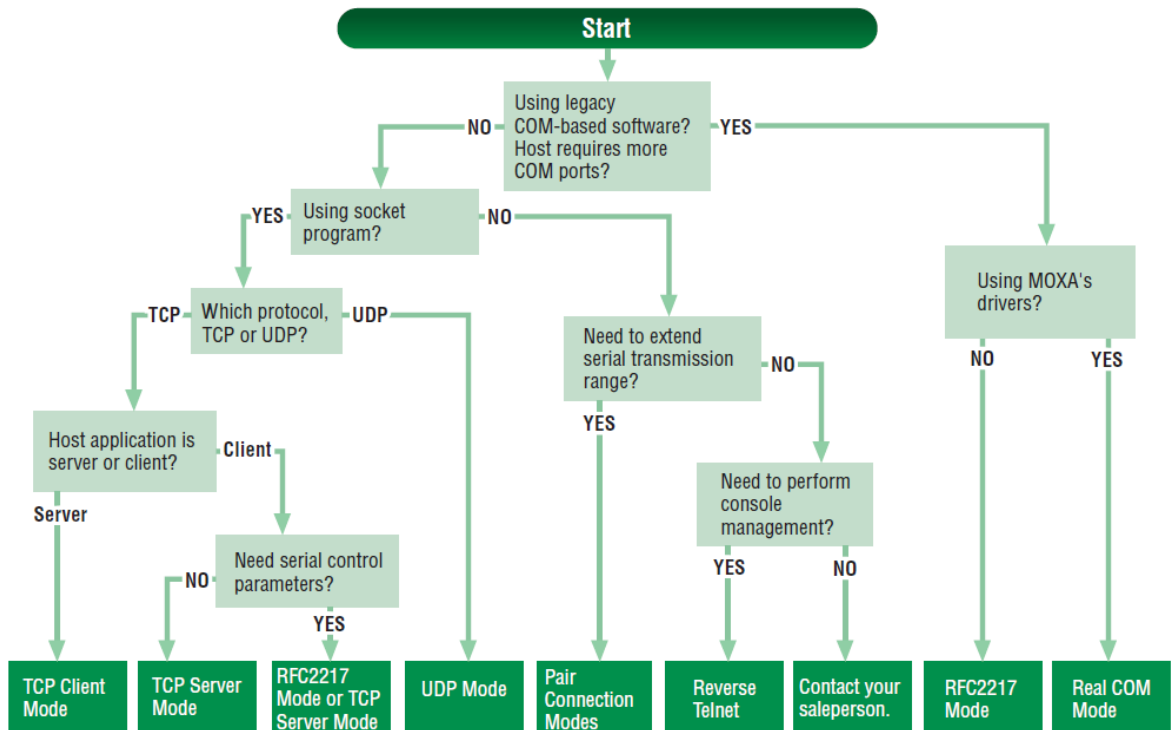 Start
Using legacy
COM-based software?
Host requires more
COM ports?
NO
YES
Using socket
program?
YES
NO
Using MOXA's
drivers?
Which protocol,
TCP or UDP?
TCP
UDP
Need to extend
serial transmission
range?
NO
YES
NO
YES
Host application is
server or client?
Client
Server
Need to perform
console
management?
YES
NO
Need serial control
parameters?
NO
YES
TCP Client
Mode
TCP Server
Mode
RFC2217
Mode or TCP
Server Mode
UDP Mode
Pair
Connection
Modes
Reverse
Telnet
Contact your
saleperson.
RFC2217
Mode
Real COM
Mode